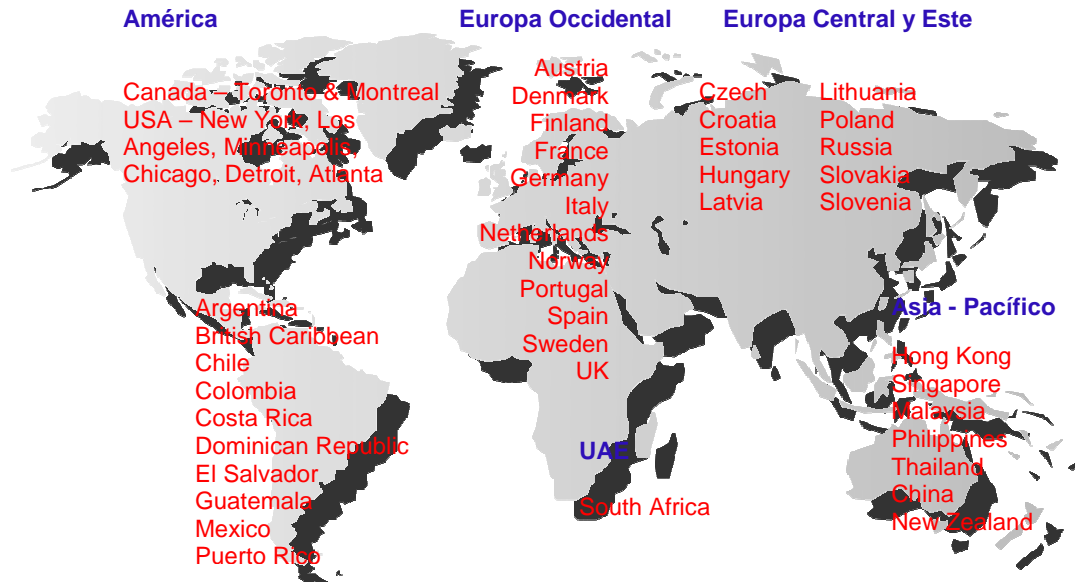 América
Canada – Toronto & Montreal
USA – New York, Los
Angeles, Minneapolis,
Chicago, Detroit, Atlanta
Argentina
British Caribbean
Chile
Colombia
Costa Rica
Dominican Republic
El Salvador
Guatemala
Mexico
Puerto Rico
Europa Occidental
Austria
Denmark
Finland
France
Germany
Italy
Netherlands
Norway
Portugal
Spain
Sweden
UK
UAE
South Africa
Europa Central y Este
Czech
Croatia
Estonia
Hungary
Latvia
Lithuania
Poland
Russia
Slovakia
Slovenia
Asia - Pacífico
Hong Kong
Singapore
Malaysia
Philippines
Thailand
China
New Zealand